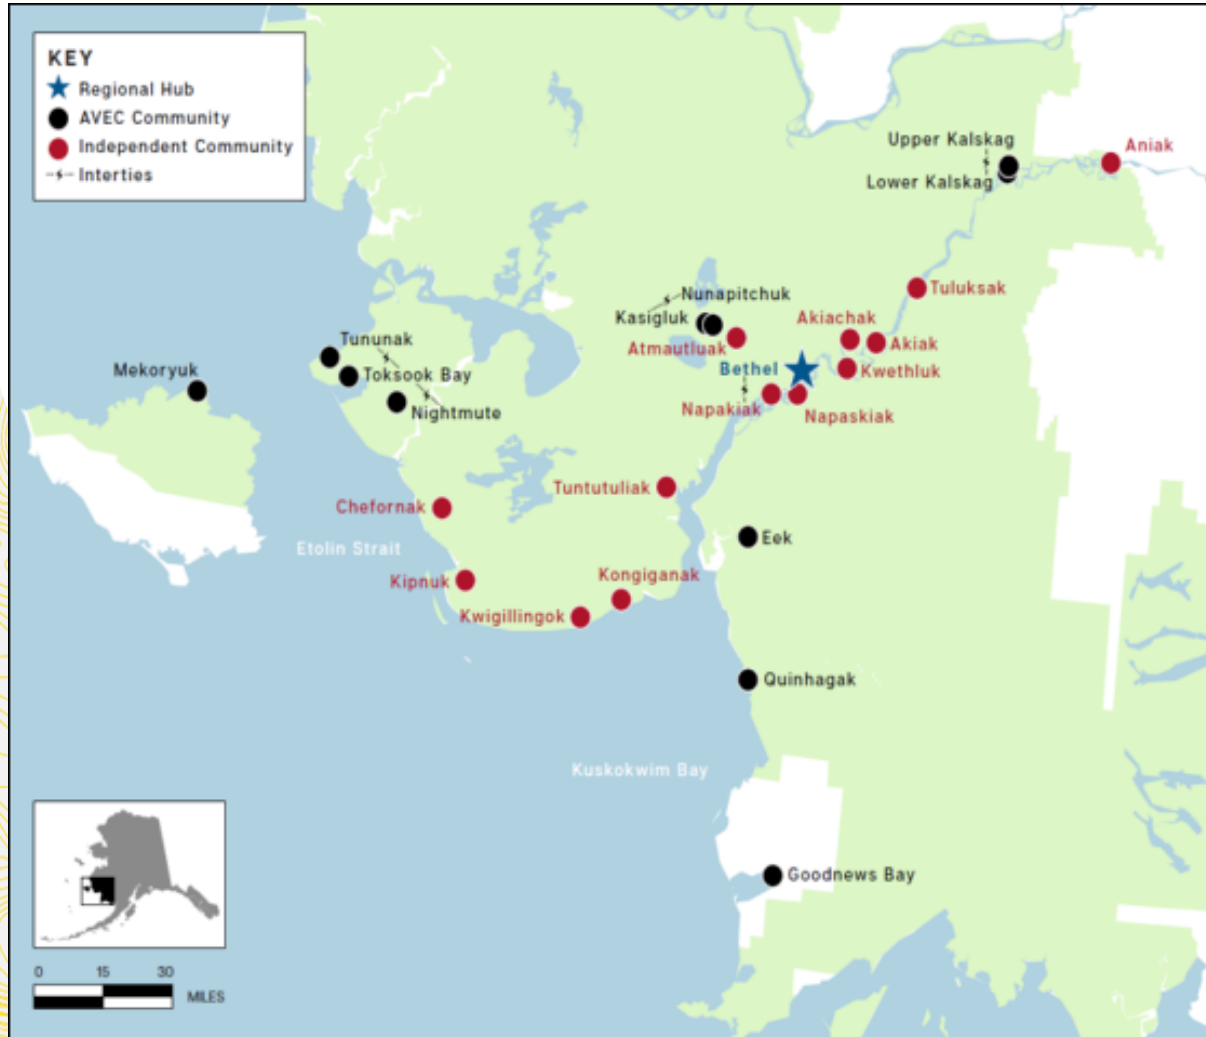 KEY
Regional Hub
AVEC Community
Independent Community
Interties
Upper Kalskag
Aniak
Lower Kalskag
Tuluksak
Nunapitchuk
Kasigluk
Akiachak
Atmautluak
Akiak
Tununak
Mekoryuk
Toksook Bay
Bethel
Kwethluk
Nightmute
Napakiak
Napaskiak
Tuntutuliak
Chefornak
Eek
Etolin Strait
Kongiganak
Kipnuk
Kwigillingok
Quinhagak
Kuskokwim Bay
Goodnews Bay
0 15 30
MILES